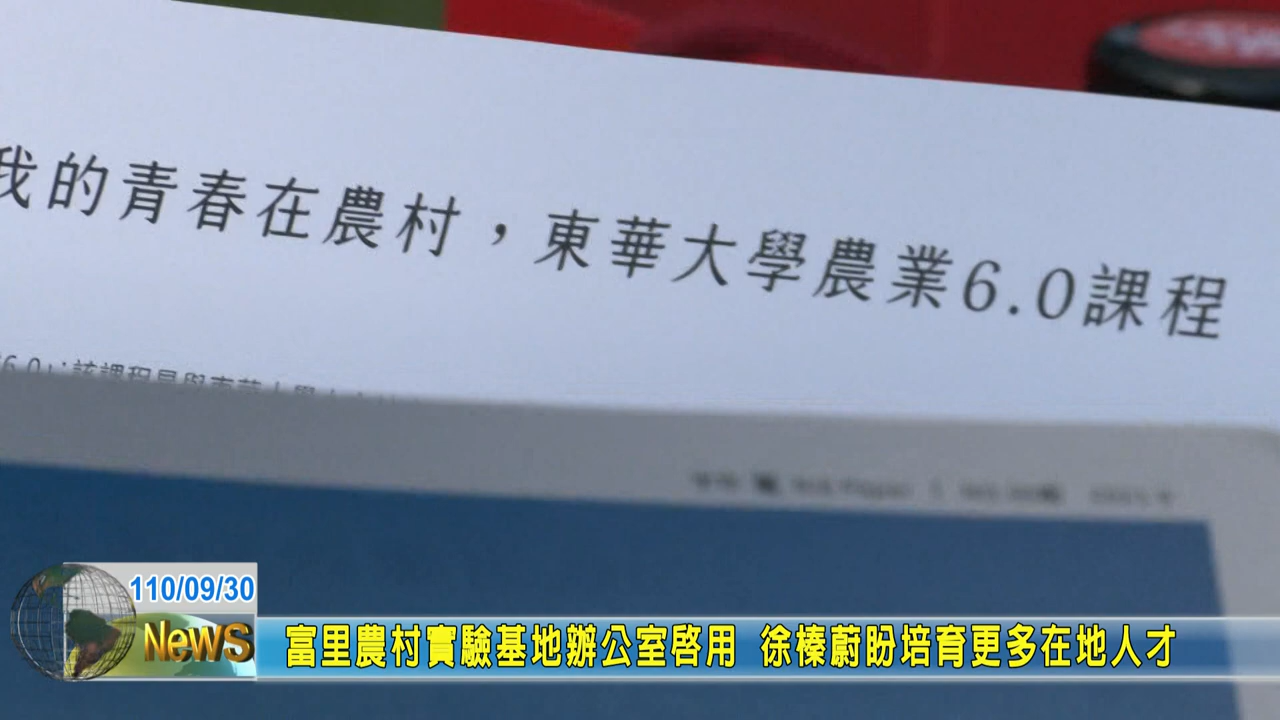 我的青春在農村，東華大學農業6.0課程
110/09/30
News
富里農村實驗基地辦公室啓用 徐榛蔚盼培育更多在地人才